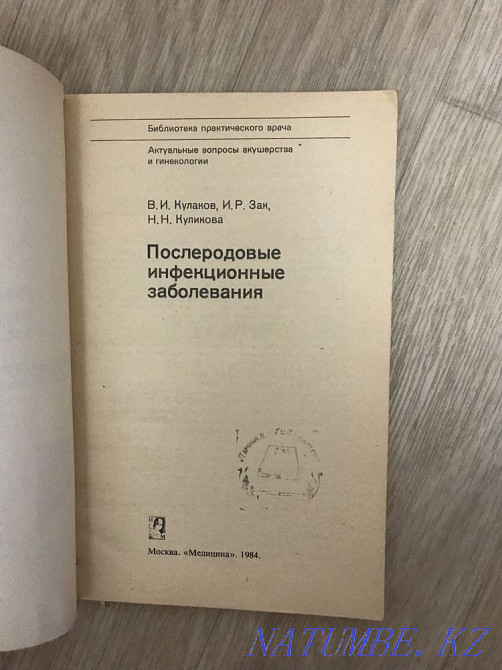 Библиотека практического врача
Актуальные вопросы акушерства
и гинекологии
В.И. Кулаков, И.Р. Зак,
Н.Н. Куликова
Послеродовые
инфекционные
заболевания
Москва. «Медицина». 1984.
NATUMBE.KZ